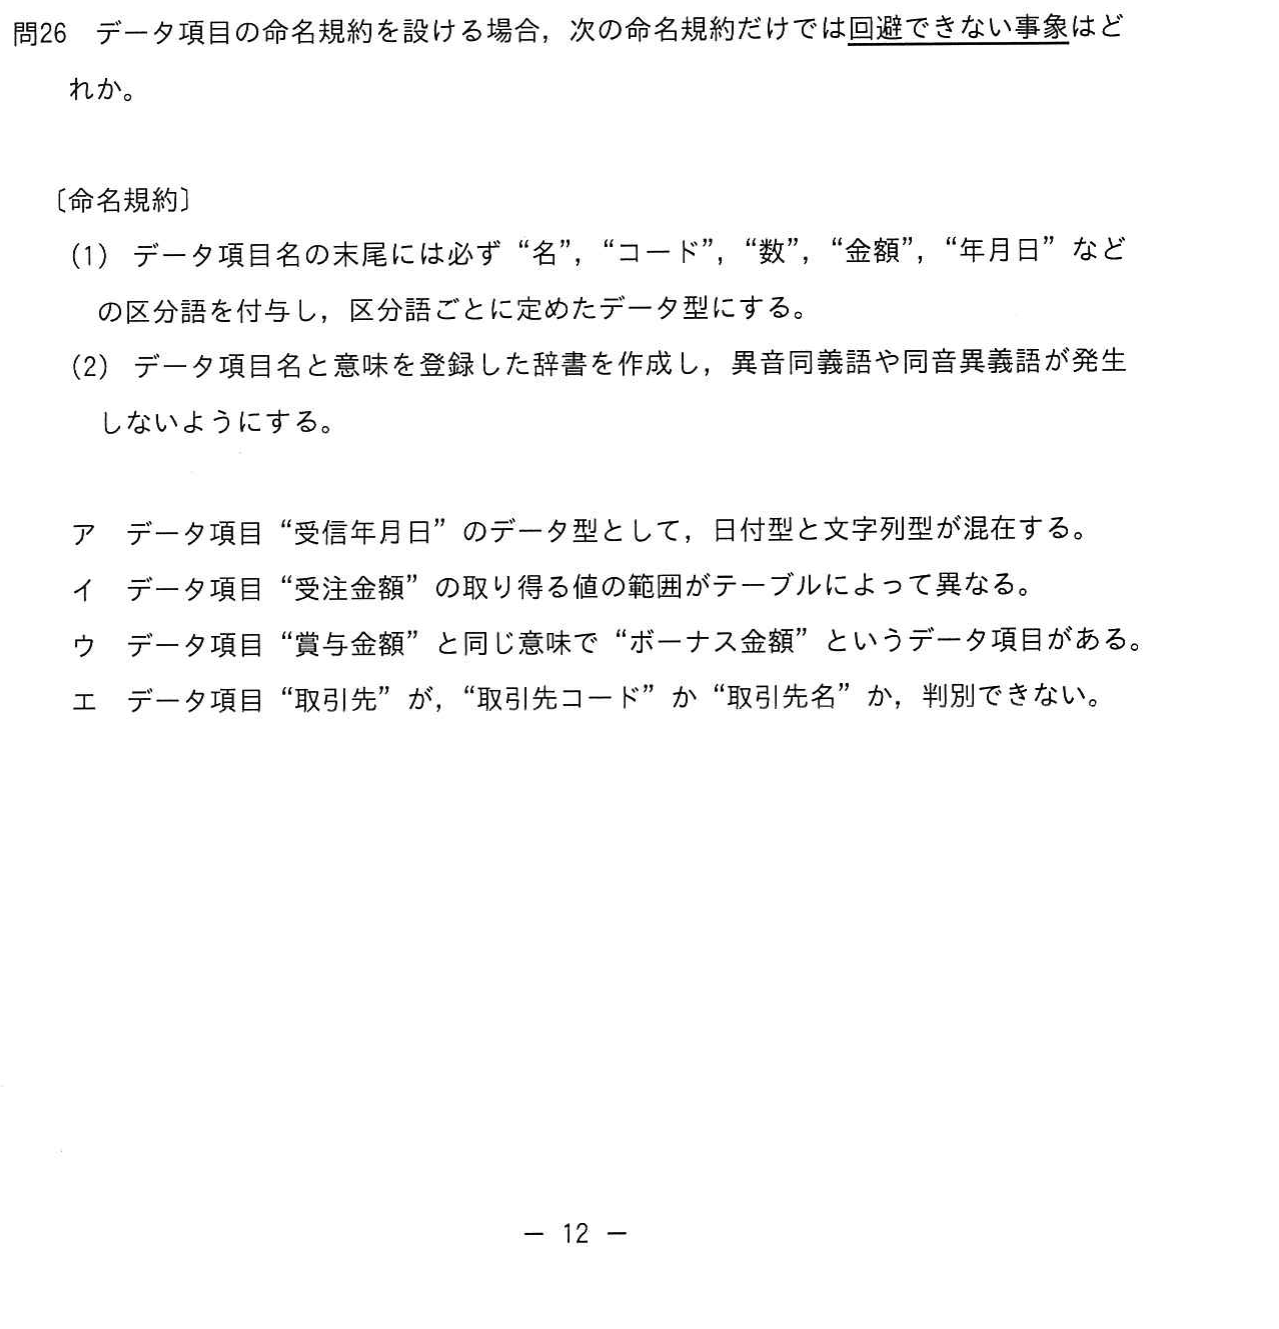 問26　データ項目の命名規約を設ける場合，次の命名規約だけでは回避できない事象はど
れか。
〔命名規約〕
(1)　データ項目名の末尾には必ず“名”，“コード”，“数”，“金額”，“年月日”など
の区分語を付与し，区分語ごとに定めたデータ型にする。
(2)　データ項目名と意味を登録した辞書を作成し，異音同義語や同音異義語が発生
しないようにする。
ア　データ項目“受信年月日”のデータ型として，日付型と文字列型が混在する。
イ　データ項目“受注金額”の取り得る値の範囲がテーブルによって異なる。
ウ　データ項目“賞与金額”と同じ意味で“ボーナス金額”というデータ項目がある。
エ　データ項目“取引先”が，“取引先コード”か“取引先名”か，判別できない。
－ 12 －